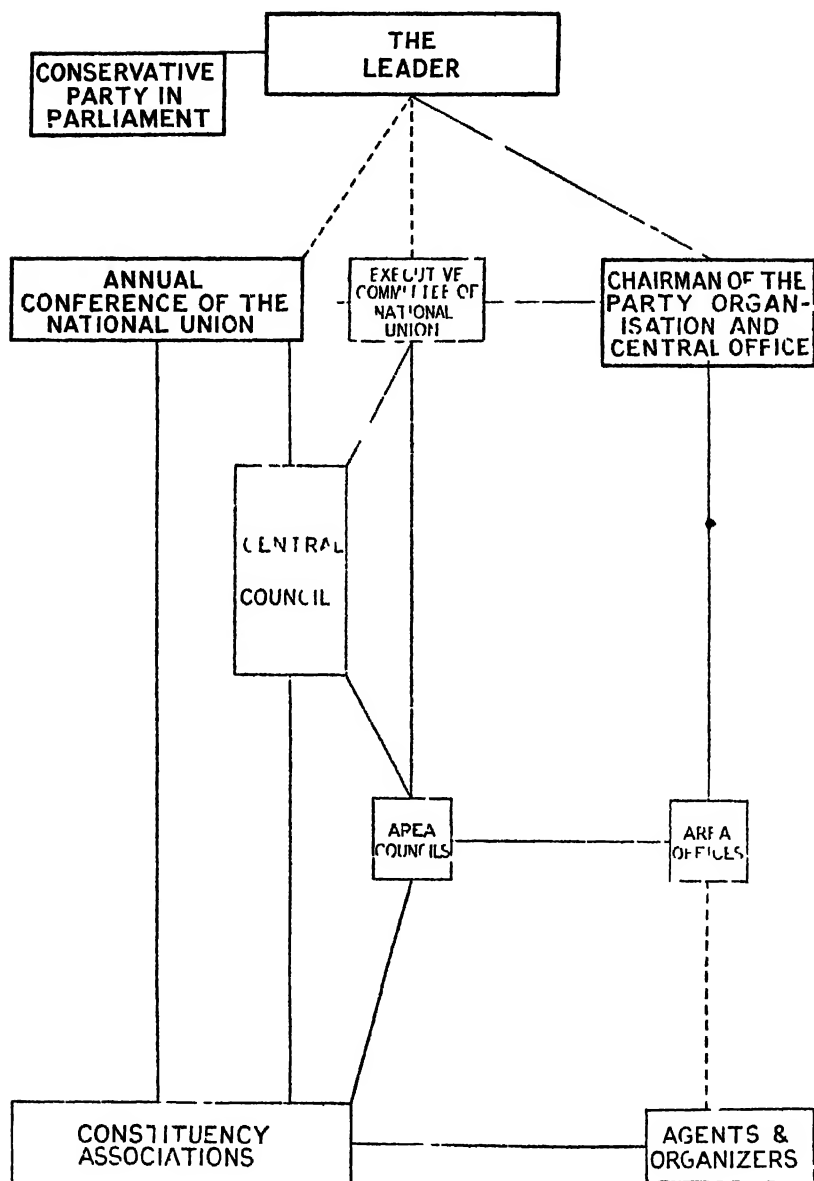 THE
LEADER
CONSERVATIVE
PARTY IN
PARLIAMENT
ANNUAL
CONFERENCE OF THE
NATIONAL UNION
EXECUTIVE
COMMITTEE OF
NATIONAL
UNION
CHAIRMAN OF THE
PARTY ORGAN-
ISATION AND
CENTRAL OFFICE
CENTRAL
COUNCIL
AREA
COUNCILS
AREA
OFFICES
CONSTITUENCY
ASSOCIATIONS
AGENTS &
ORGANIZERS